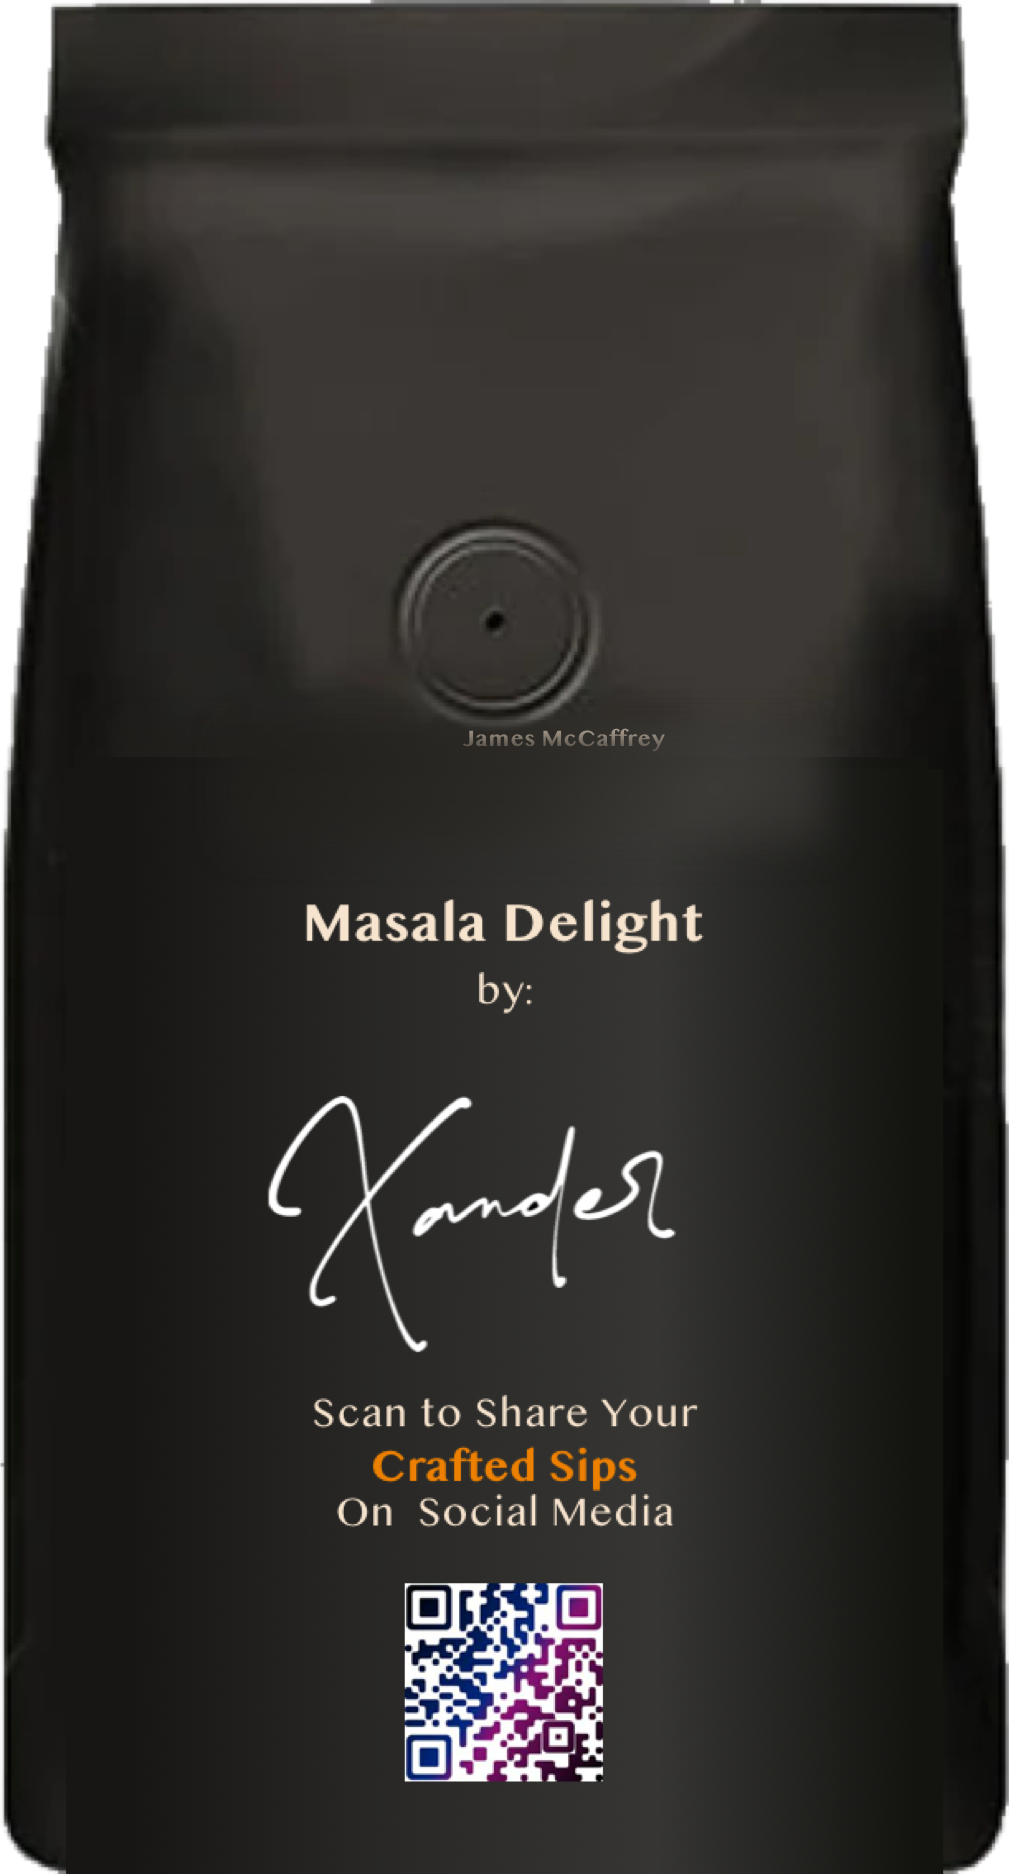 James McCaffrey
Masala Delight
by:
Xander
Scan to Share Your
Crafted Sips
On  Social Media